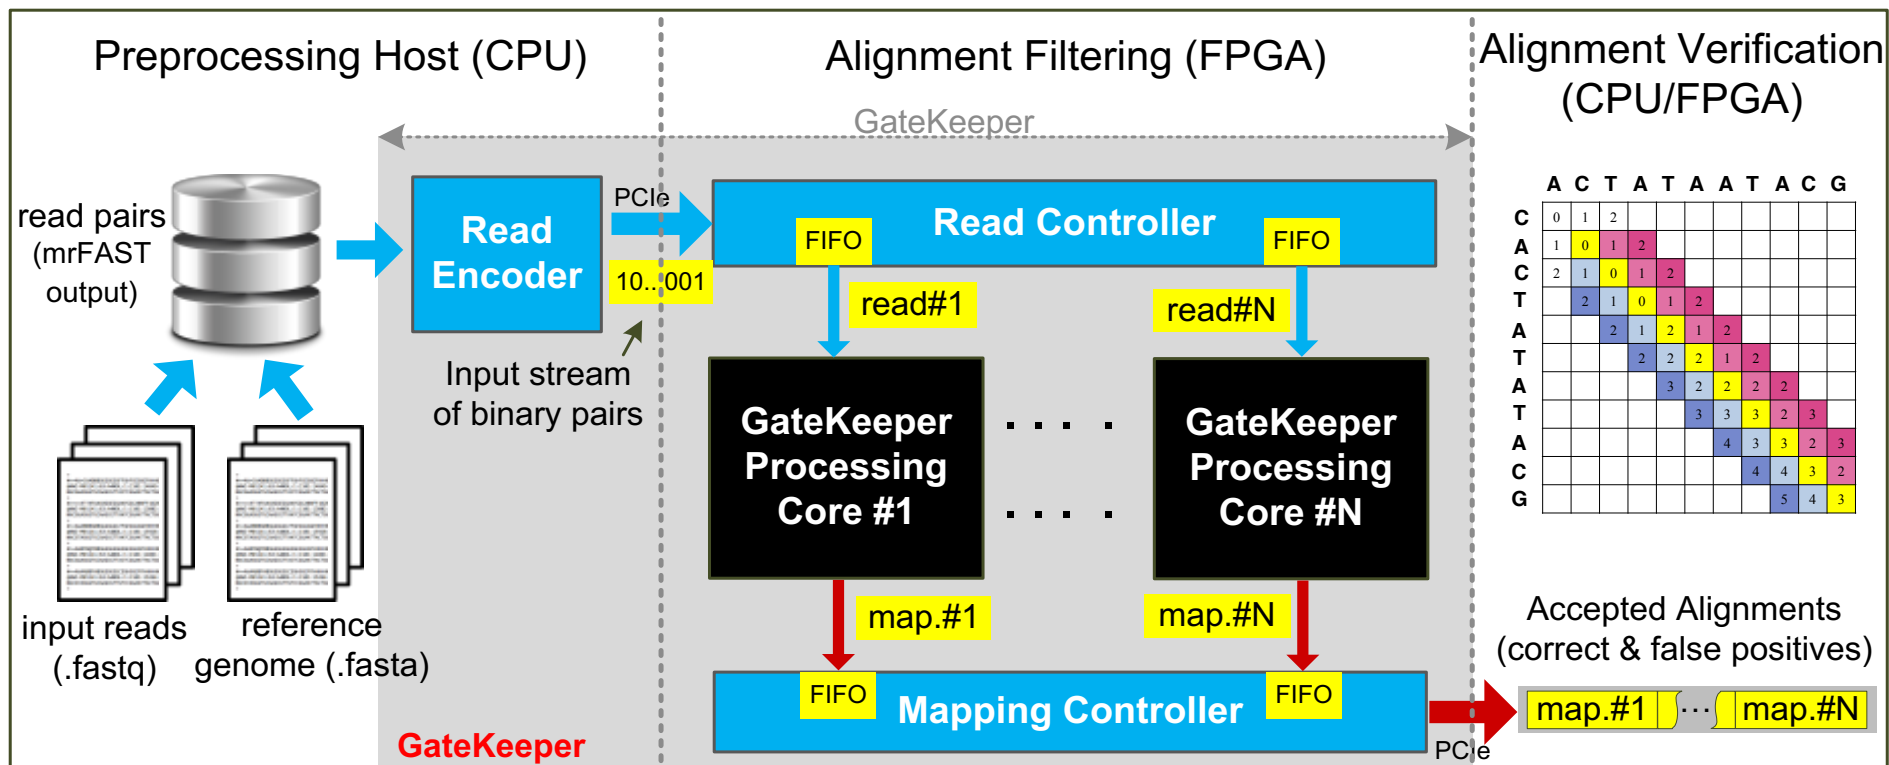 Preprocessing Host (CPU)
Alignment Filtering (FPGA)
Alignment Verification
(CPU/FPGA)
GateKeeper
read pairs
(mrFAST
output)
Read
Encoder
PCIe
10...001
Input stream
of binary pairs
input reads
(.fastq)
reference
genome (.fasta)
GateKeeper
Read Controller
FIFO
FIFO
read#1
read#N
GateKeeper
Processing
Core #1
. . . .
. . . .
GateKeeper
Processing
Core #N
map.#1
map.#N
FIFO
FIFO
Mapping Controller
PCIe
A C T A T A A T A C G
C 0 1 2
A 1 0 1 2
C 2 1 0 1 2
T 2 1 0 1 2
A 2 1 2 1 2
T 2 2 2 1 2
A 3 2 2 2 2
T 3 3 3 2 3
A 4 3 3 2 3
C 4 4 3 2
G 5 4 3
Accepted Alignments
(correct & false positives)
map.#1 ... map.#N